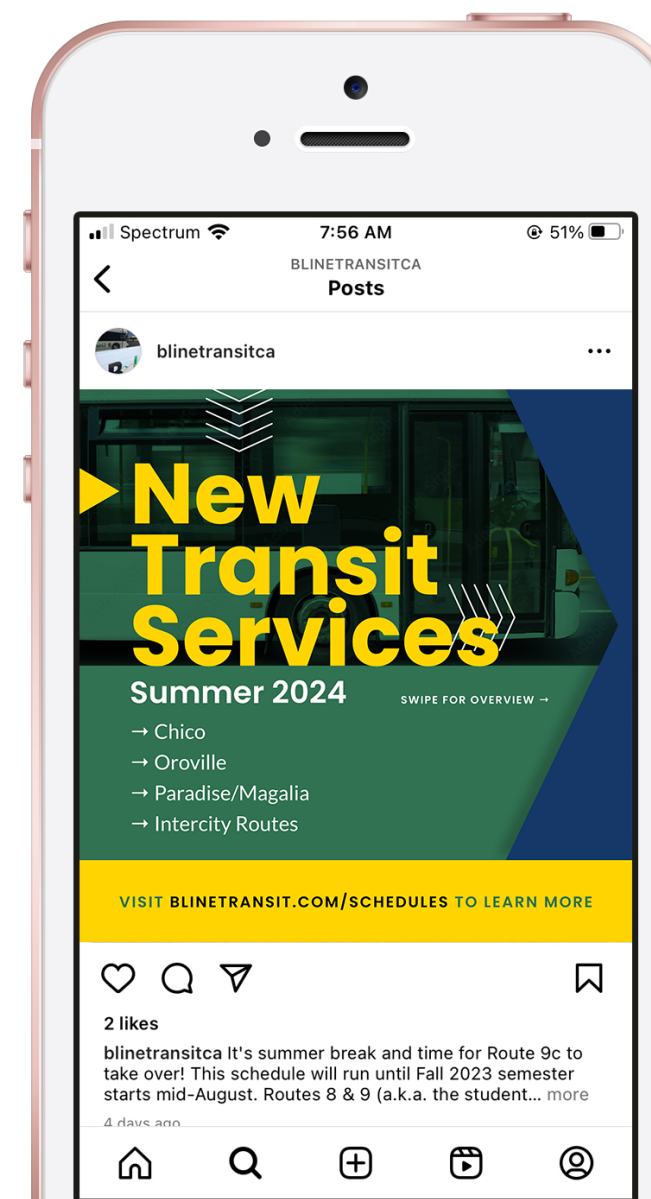 Spectrum 7:56 AM 51%
BLINETRANSITCA
Posts
blinetransitca
New
Transit
Services
Summer 2024
SWIPE FOR OVERVIEW →
→ Chico
→ Oroville
→ Paradise/Magalia
→ Intercity Routes
VISIT BLINETRANSIT.COM/SCHEDULES TO LEARN MORE
2 likes
blinetransitca It's summer break and time for Route 9c to
take over! This schedule will run until Fall 2023 semester
starts mid-August. Routes 8 & 9 (a.k.a. the student... more
4 days ago